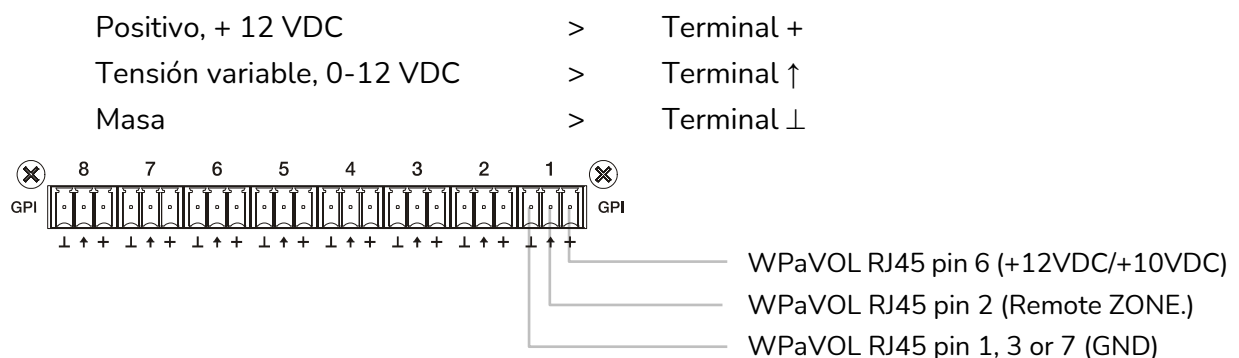 Positivo, + 12 VDC > Terminal +
Tensión variable, 0-12 VDC > Terminal ↑
Masa > Terminal ⊥
8 7 6 5 4 3 2 1
GPI GPI
⊥ ↑ + ⊥ ↑ + ⊥ ↑ + ⊥ ↑ + ⊥ ↑ + ⊥ ↑ + ⊥ ↑ + ⊥ ↑ +
WPaVOL RJ45 pin 6 (+12VDC/+10VDC)
WPaVOL RJ45 pin 2 (Remote ZONE.)
WPaVOL RJ45 pin 1, 3 or 7 (GND)